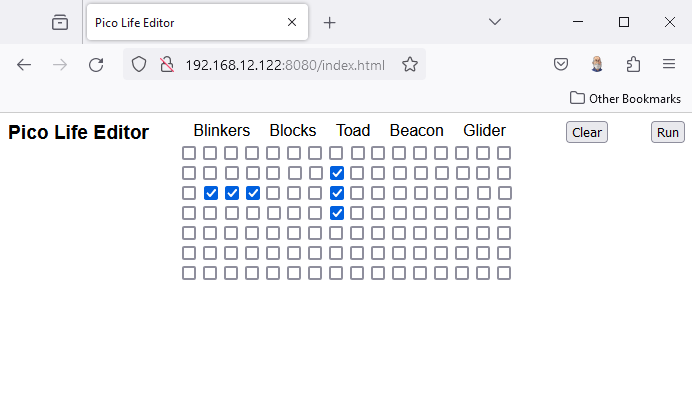 Pico Life Editor
192.168.12.122:8080/index.html
Other Bookmarks
Pico Life Editor Blinkers Blocks Toad Beacon Glider Clear Run